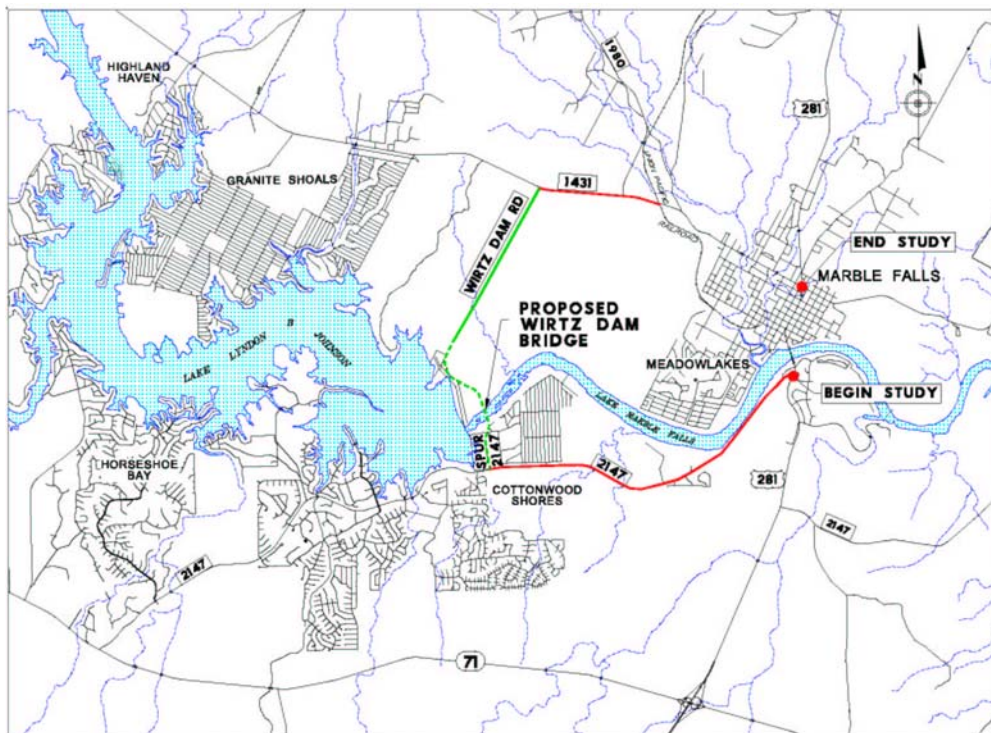 HIGHLAND
HAVEN
1980
281
N
GRANITE SHOALS
1431
WIRTZ DAM RD
END STUDY
MARBLE FALLS
PROPOSED
WIRTZ DAM
BRIDGE
LAKE LYNDON B JOHNSON
MEADOWLAKES
BEGIN STUDY
LAKE MARBLE FALLS
SPUR
2147
HORSESHOE
BAY
2147
COTTONWOOD
SHORES
281
2147
2147
71